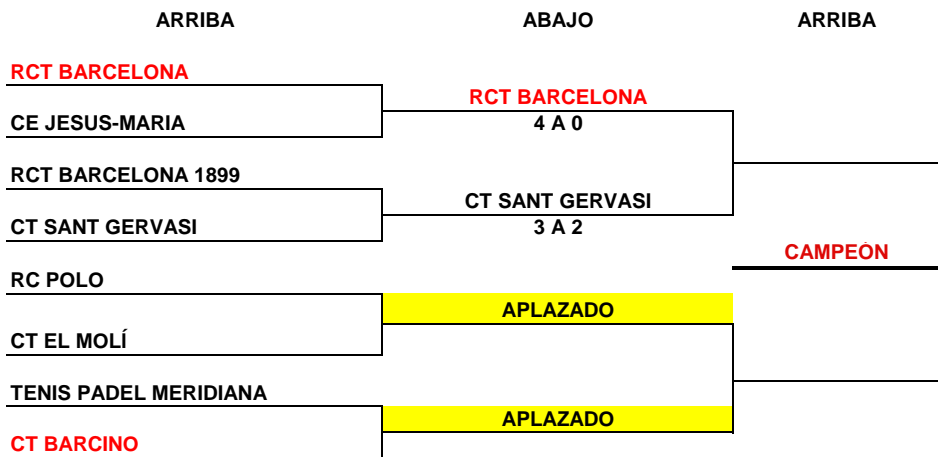 ARRIBA ABAJO ARRIBA
RCT BARCELONA
RCT BARCELONA
CE JESUS-MARIA
4 A 0
RCT BARCELONA 1899
CT SANT GERVASI
CT SANT GERVASI
3 A 2
CAMPEÓN
RC POLO
APLAZADO
CT EL MOLÍ
TENIS PADEL MERIDIANA
APLAZADO
CT BARCINO